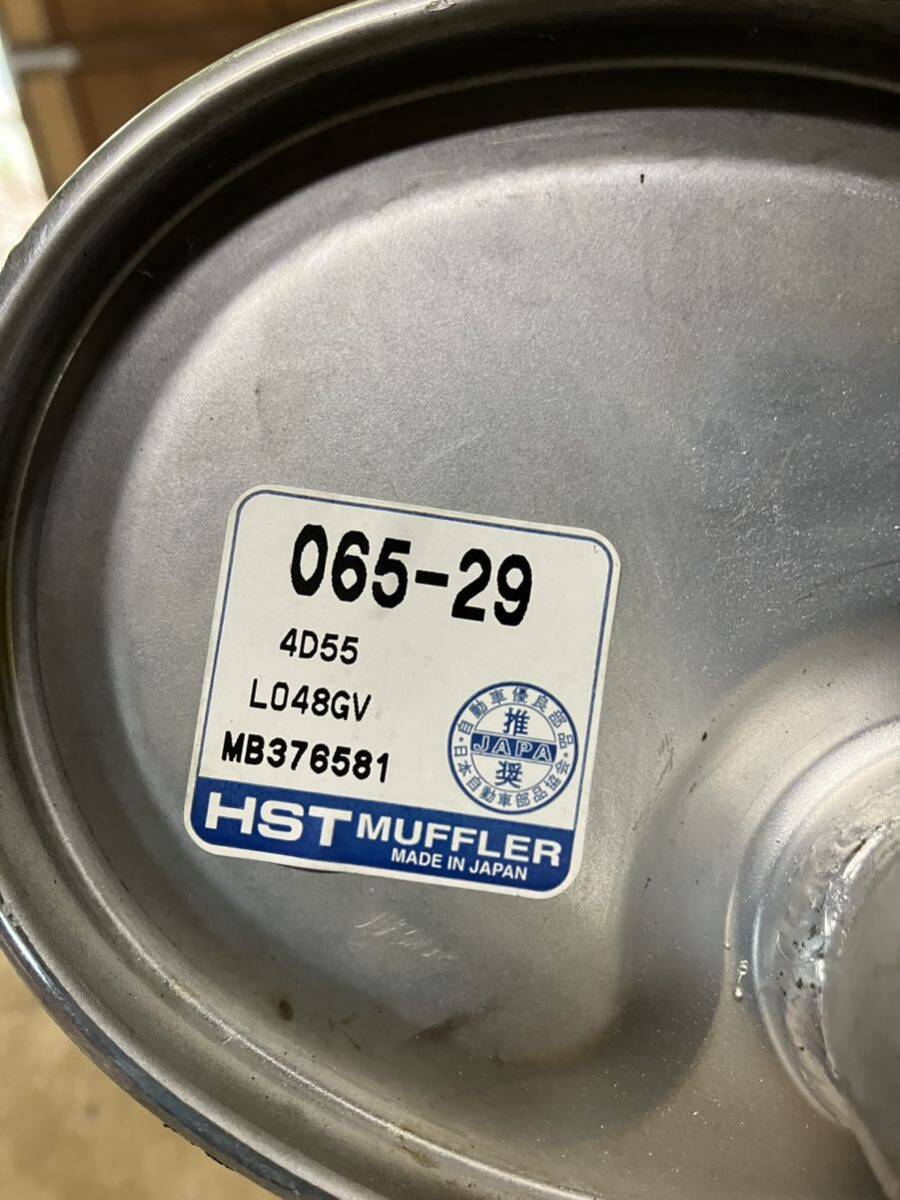 065-29
4D55
L048GV
MB376581
自動車優良部品
推
JAPA
奨
日本自動車部品協会
HST MUFFLER
MADE IN JAPAN